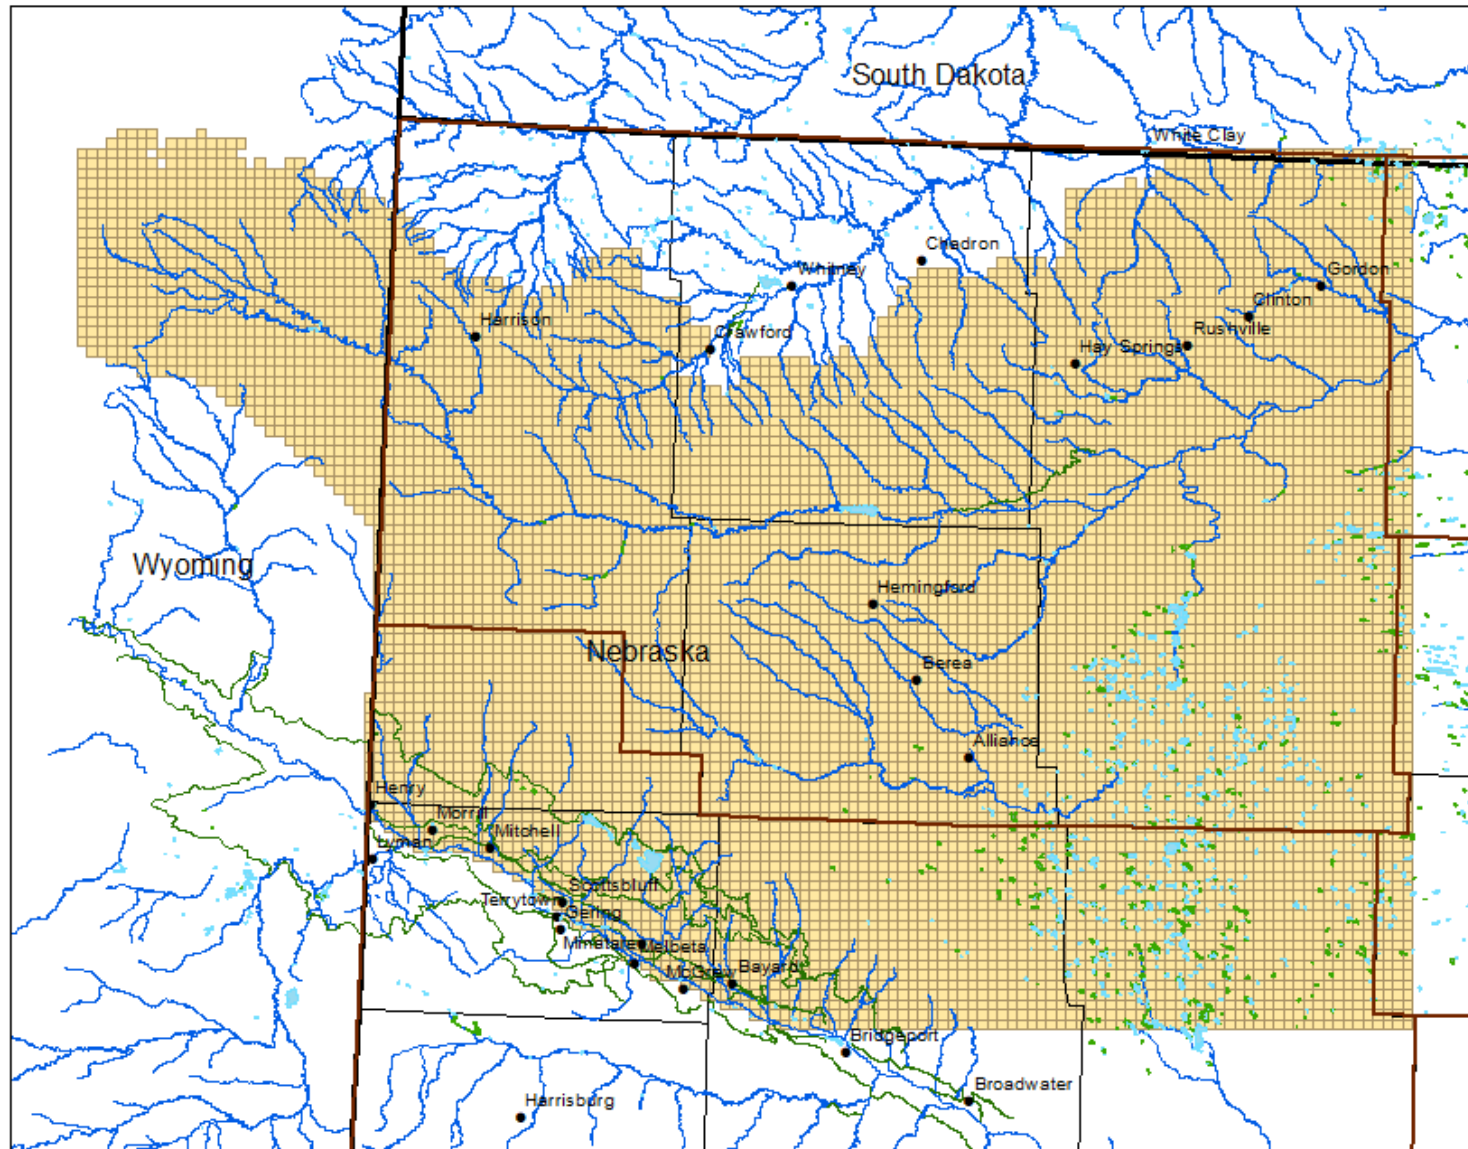 South Dakota
White Clay
Chadron
Whitney
Gordon
Clinton
Harrison
Crawford
Rushville
Hay Springs
Wyoming
Hemingford
Nebraska
Berea
Alliance
Henry
Morrill
Mitchell
Lyman
Scottsbluff
Terrytown
Gering
Minatare
Melbeta
McGrew
Bayard
Bridgeport
Broadwater
Harrisburg